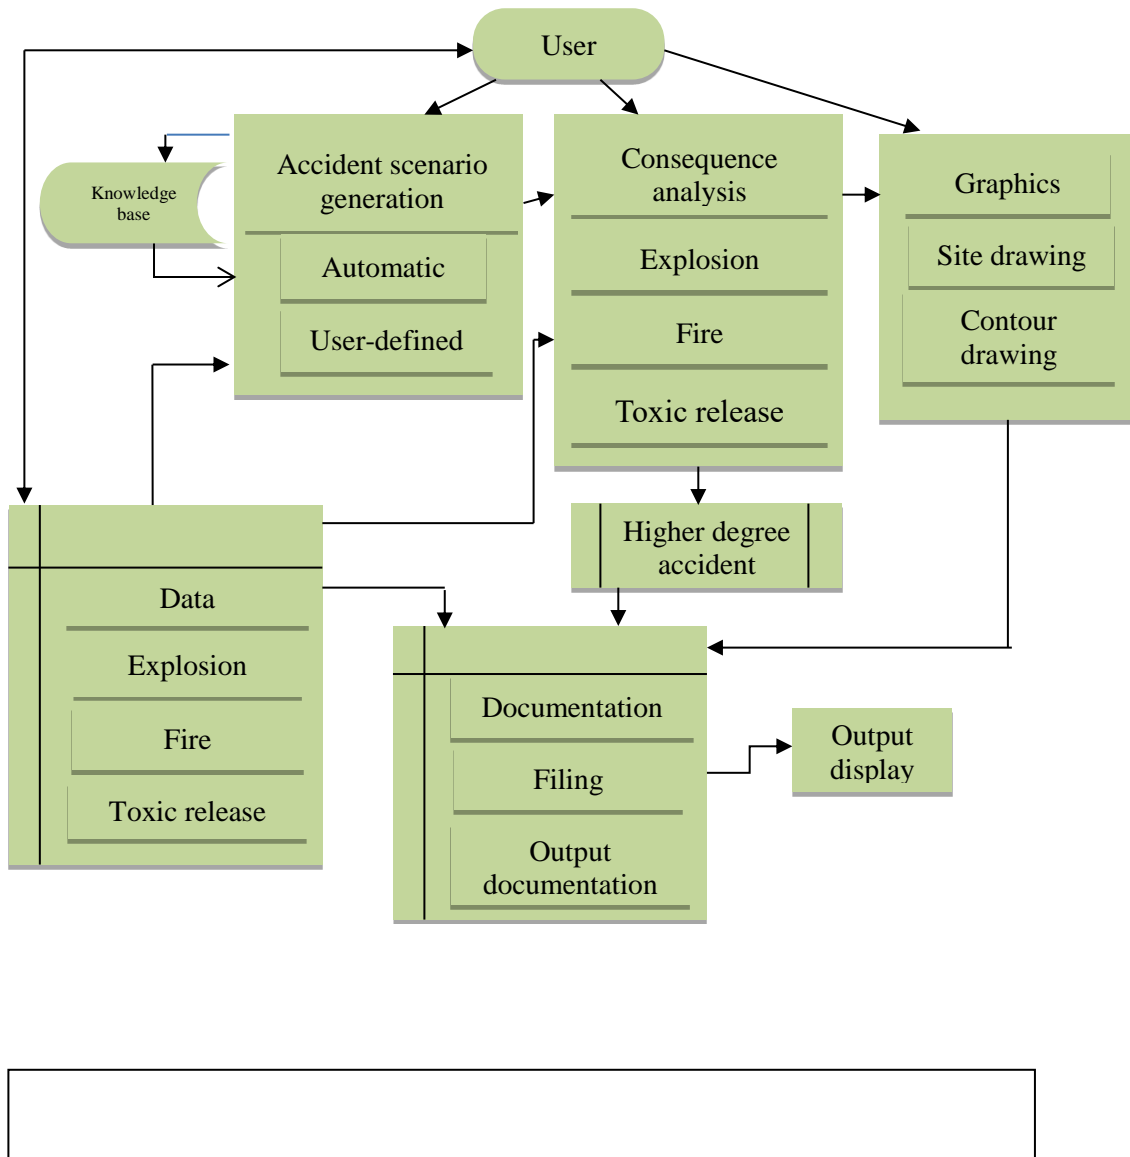 User
Accident scenario
generation
Automatic
User-defined
Knowledge
base
Consequence
analysis
Explosion
Fire
Toxic release
Graphics
Site drawing
Contour
drawing
Higher degree
accident
Data
Explosion
Fire
Toxic release
Documentation
Filing
Output
documentation
Output
display